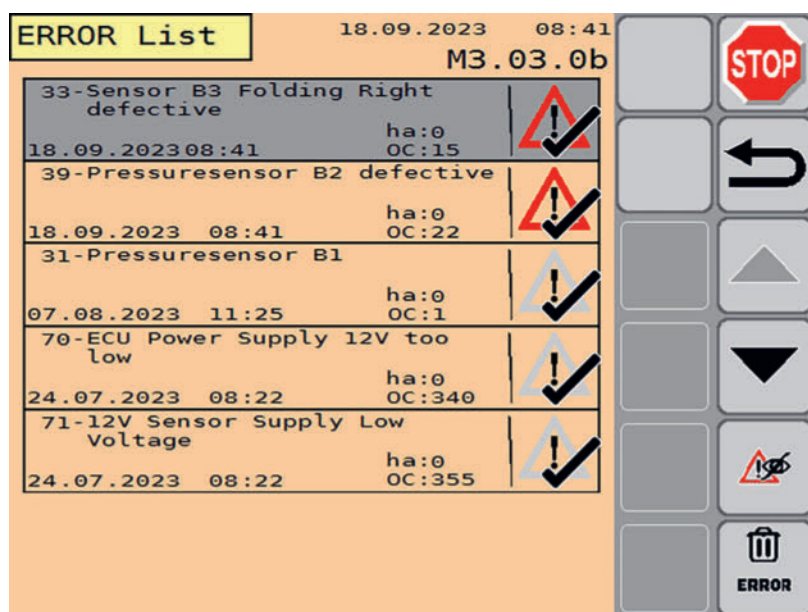 ERROR List
18.09.2023 08:41
M3.03.0b
STOP
33-Sensor B3 Folding Right
defective
ha:0
18.09.2023 08:41 OC:15
39-Pressuresensor B2 defective
ha:0
18.09.2023 08:41 OC:22
31-Pressuresensor B1
ha:0
07.08.2023 11:25 OC:1
70-ECU Power Supply 12V too
low
ha:0
24.07.2023 08:22 OC:340
71-12V Sensor Supply Low
Voltage
ha:0
24.07.2023 08:22 OC:355
ERROR